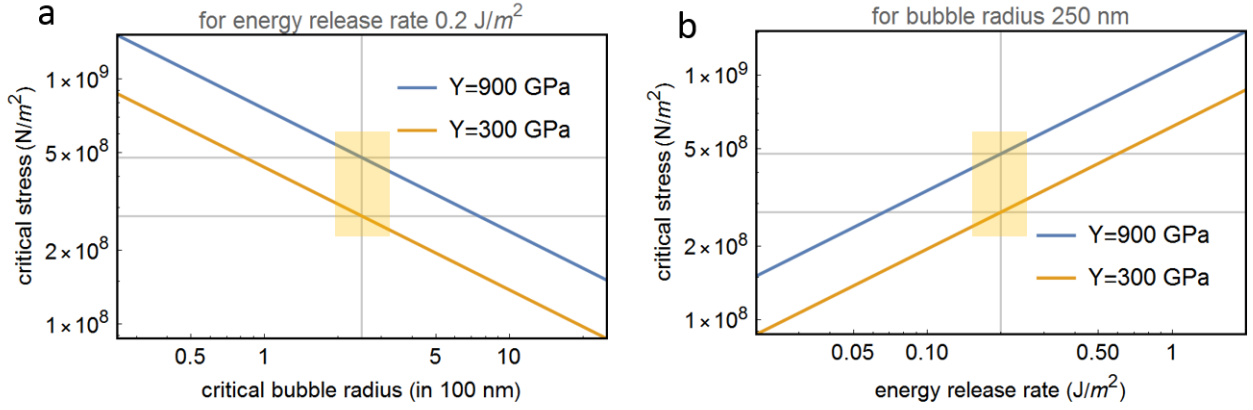 a
for energy release rate 0.2 J/m²
critical stress (N/m²)
1×10⁹
5×10⁸
2×10⁸
1×10⁸
Y=900 GPa
Y=300 GPa
0.5
1
5
10
critical bubble radius (in 100 nm)
b
for bubble radius 250 nm
critical stress (N/m²)
1×10⁹
5×10⁸
2×10⁸
1×10⁸
Y=900 GPa
Y=300 GPa
0.05
0.10
0.50
1
energy release rate (J/m²)